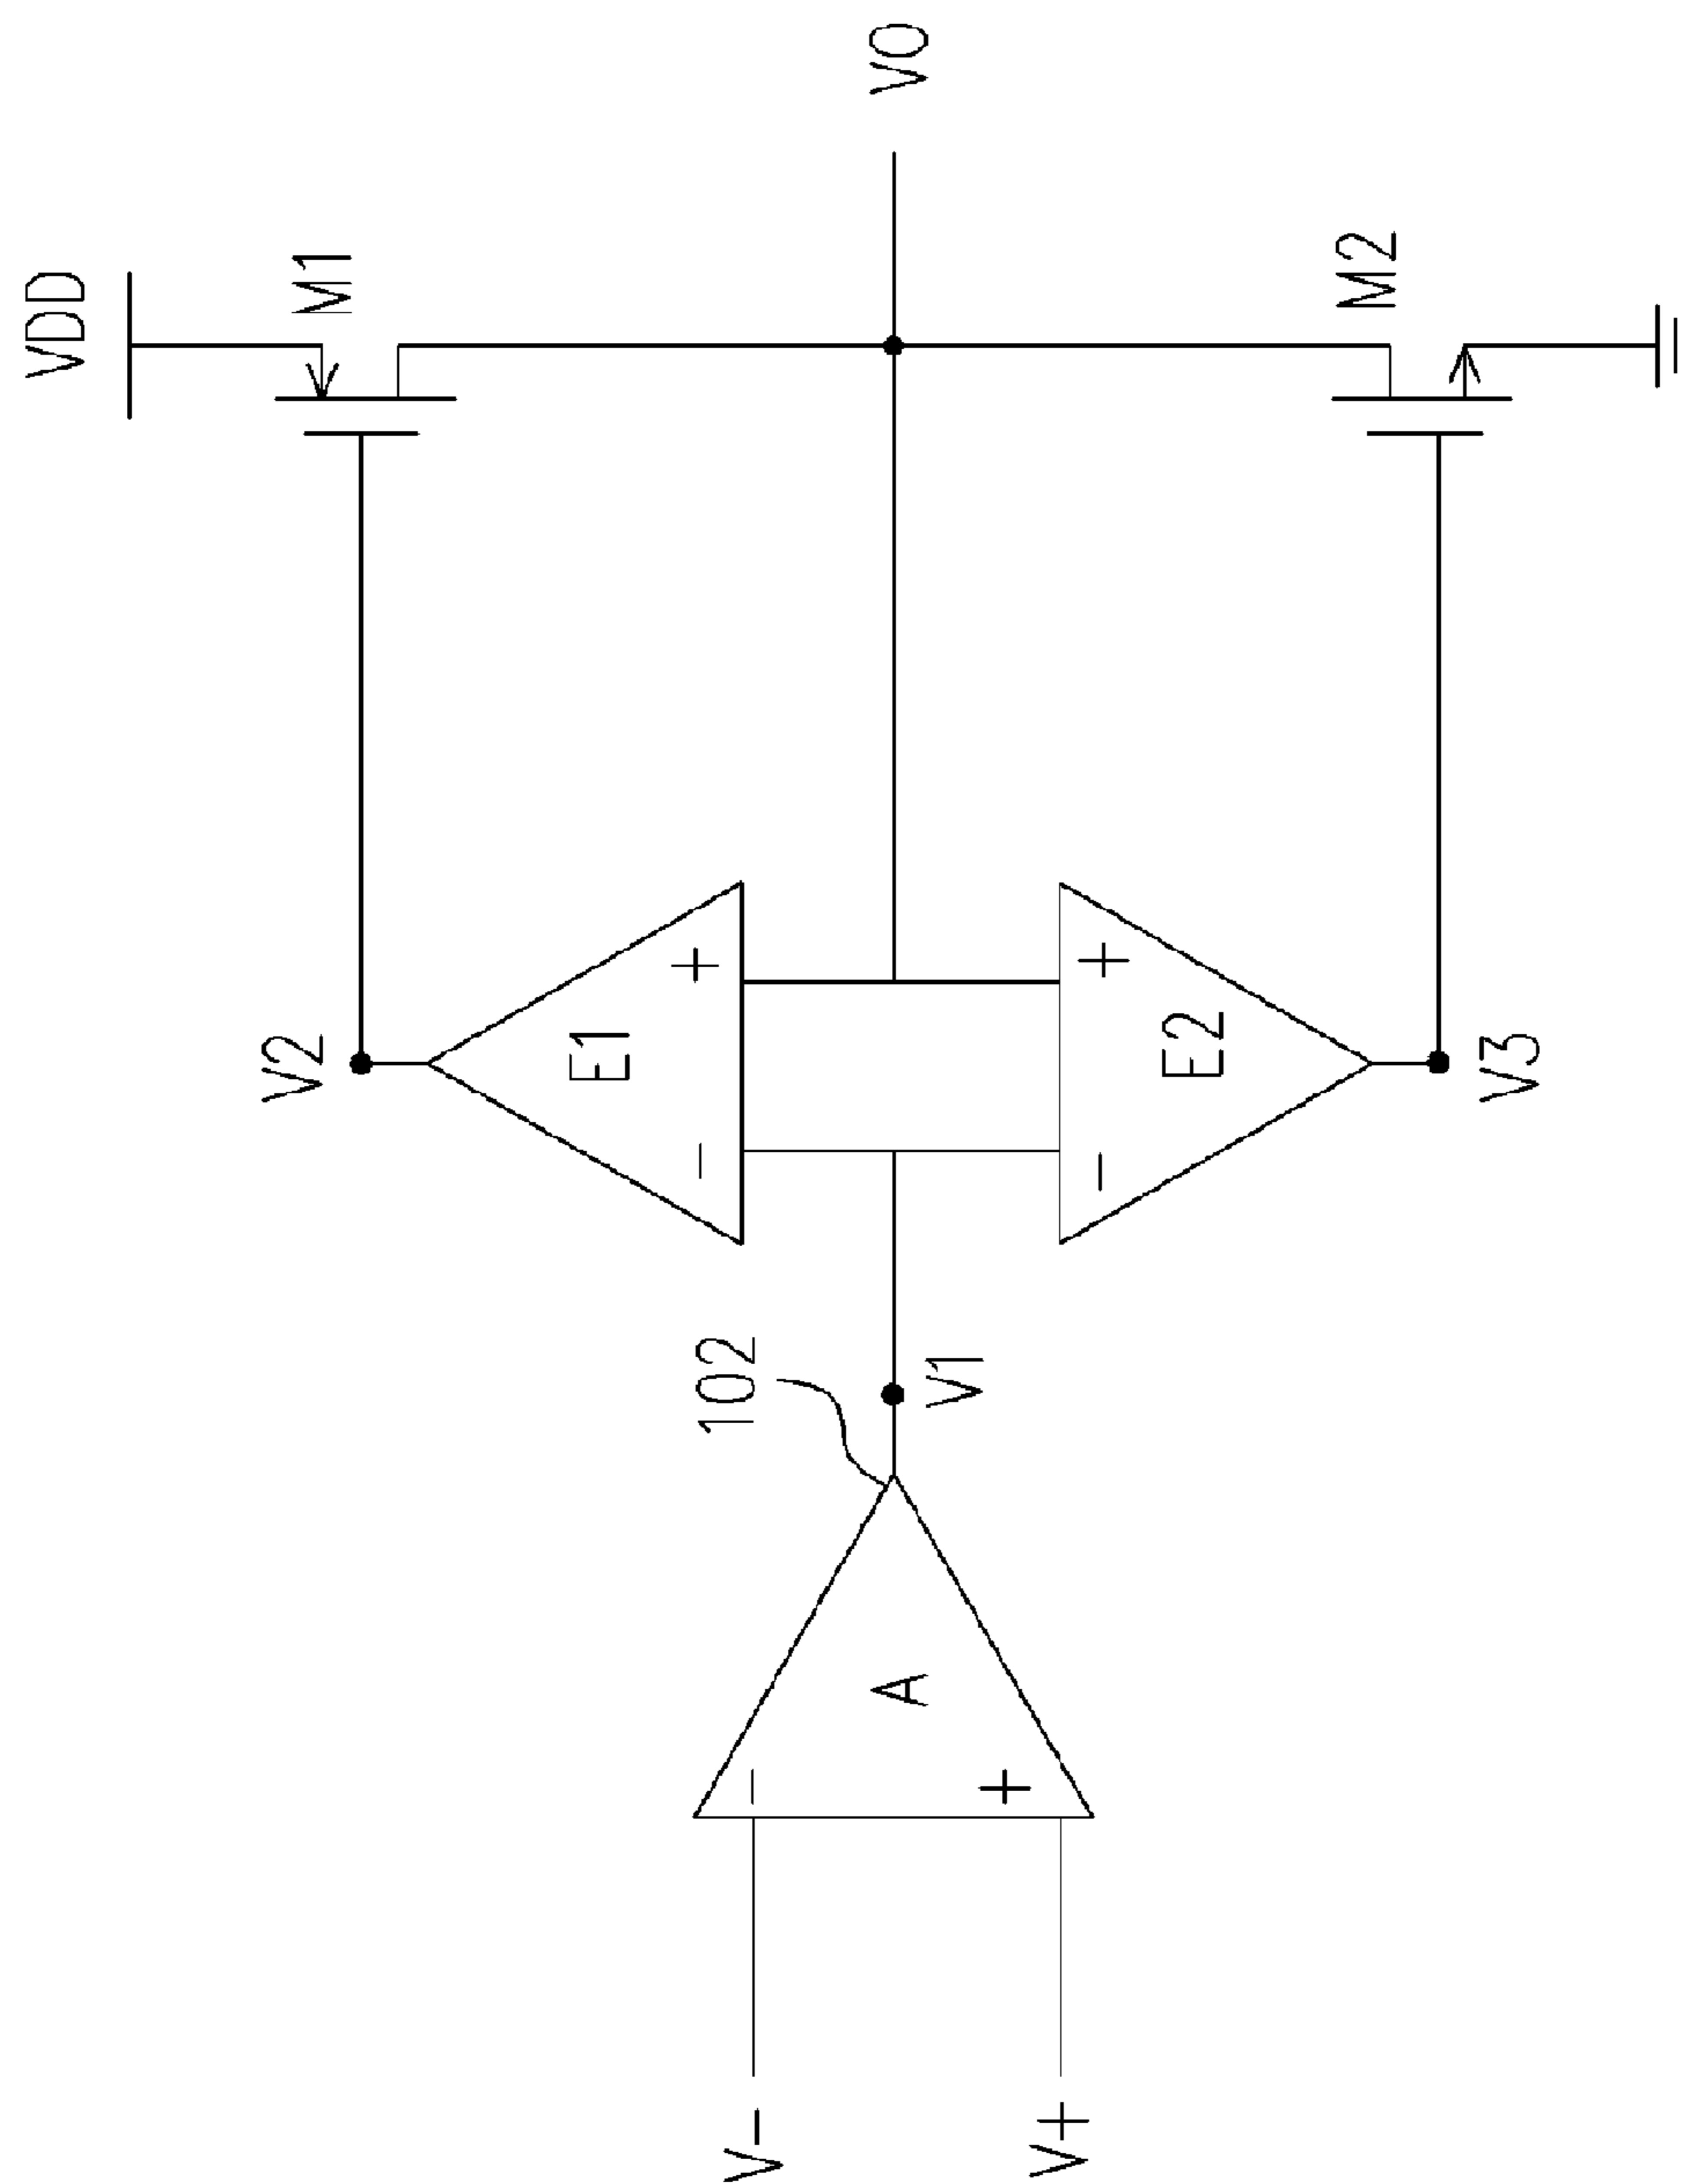 VDD
M1
V2
E1
- +
102
V-
-
A
+
V+
V1
VO
- +
E2
V3
M2